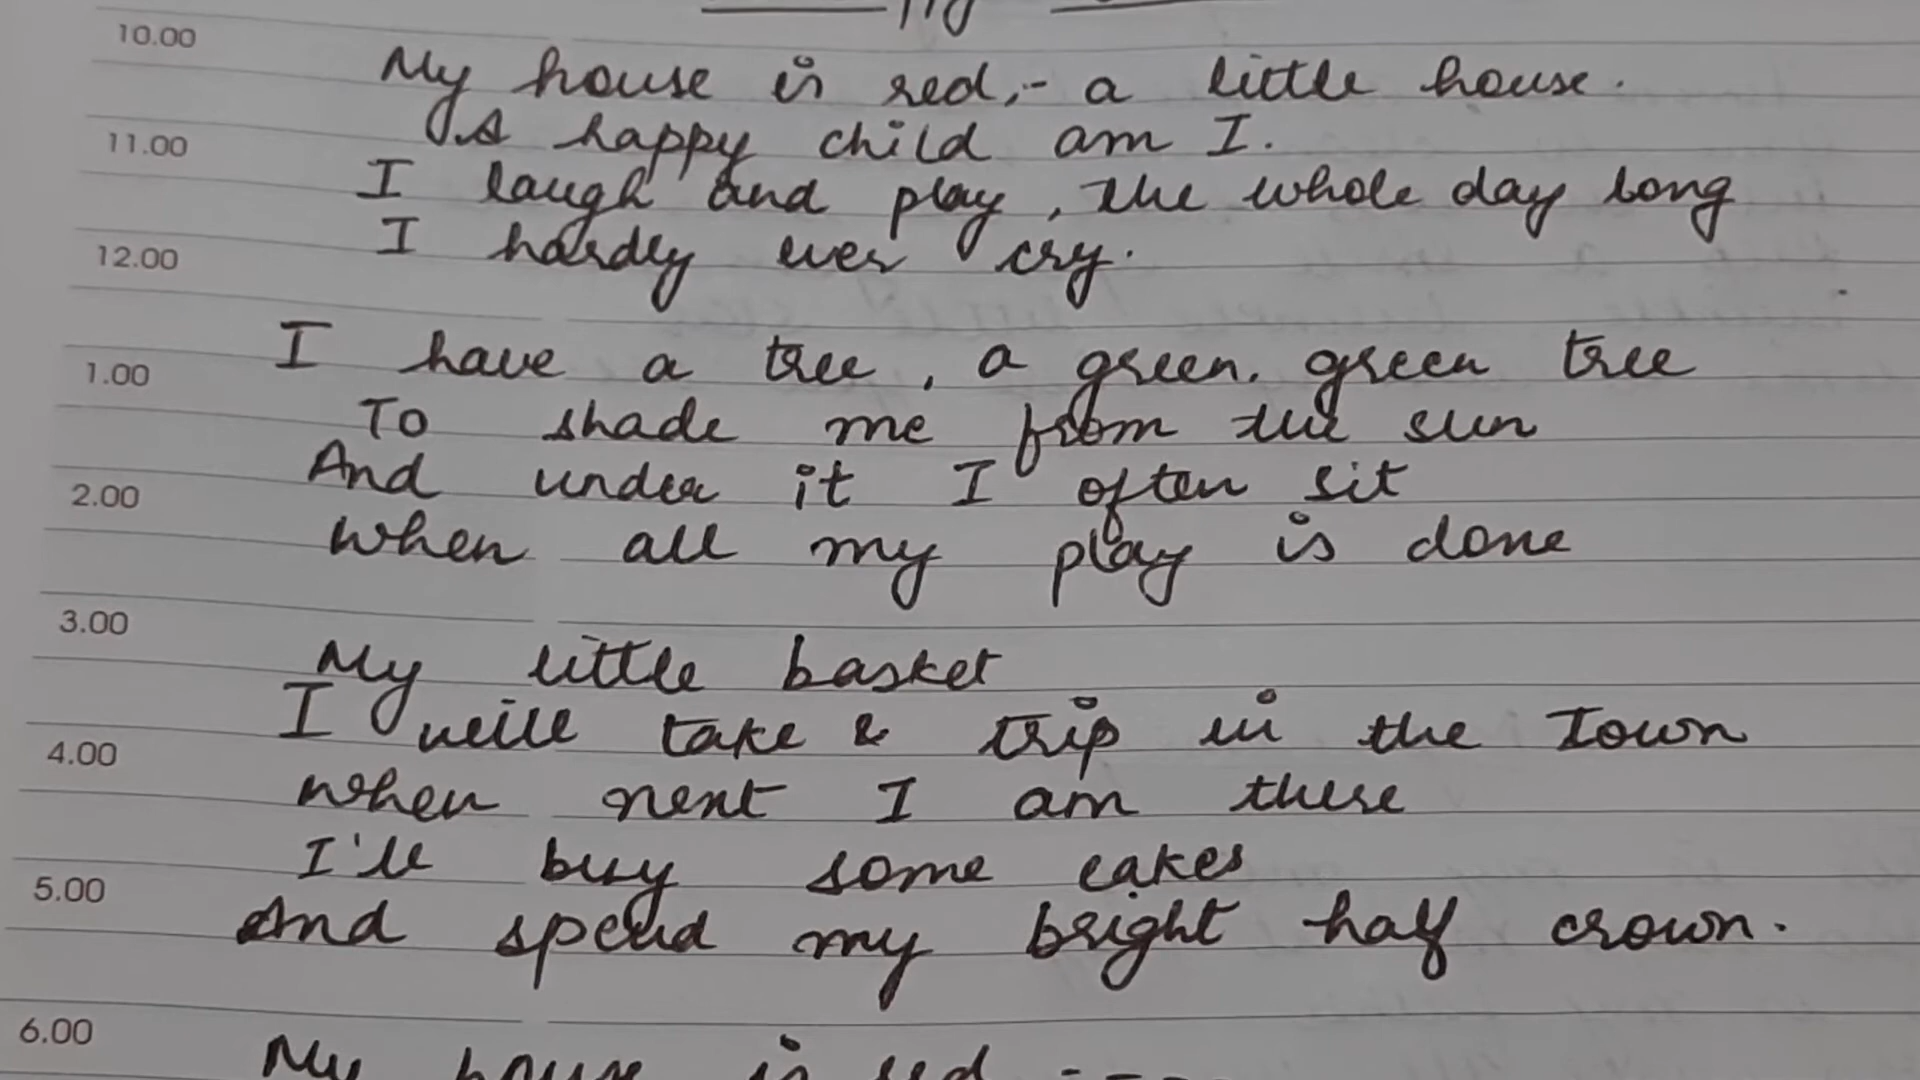 10.00
My house is red,- a little house.
A happy child am I.
11.00
I laugh and play, the whole day long
I hardly ever cry.
12.00
I have a tree, a green, green tree
1.00
To shade me from the sun
And under it I often sit
2.00
When all my play is done
3.00
My little basket
I will take & trip in the Town
4.00
When next I am there
I'll buy some cakes
5.00
And spend my bright half crown.
6.00
My house is red ----